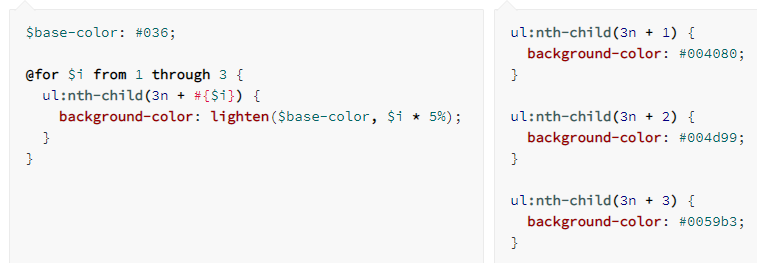 $base-color: #036;

@for $i from 1 through 3 {
  ul:nth-child(3n + #{$i}) {
    background-color: lighten($base-color, $i * 5%);
  }
}

ul:nth-child(3n + 1) {
  background-color: #004080;
}

ul:nth-child(3n + 2) {
  background-color: #004d99;
}

ul:nth-child(3n + 3) {
  background-color: #0059b3;
}